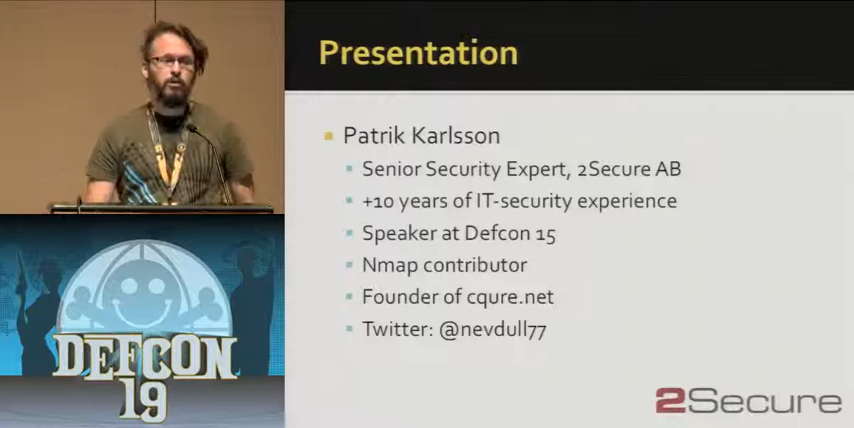 Presentation
Patrik Karlsson
Senior Security Expert, 2Secure AB
+10 years of IT-security experience
Speaker at Defcon 15
Nmap contributor
Founder of cqure.net
Twitter: @nevdull77
DEFCON
19
2Secure